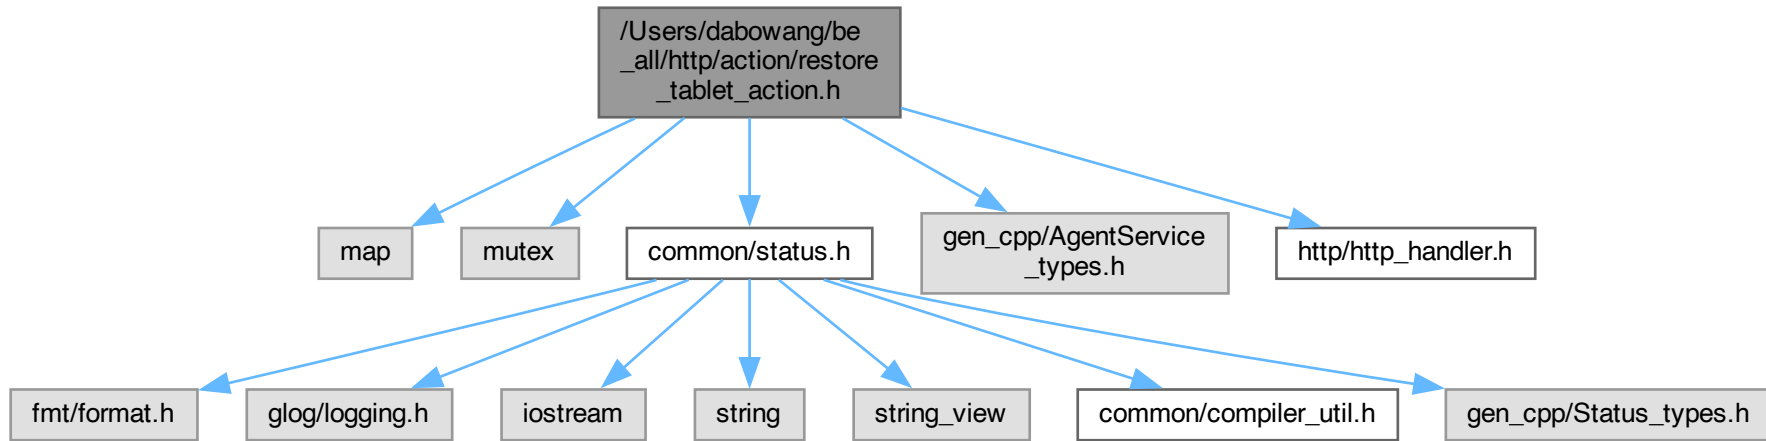 /Users/dabowang/be
_all/http/action/restore
_tablet_action.h
map
mutex
common/status.h
gen_cpp/AgentService
_types.h
http/http_handler.h
fmt/format.h
glog/logging.h
iostream
string
string_view
common/compiler_util.h
gen_cpp/Status_types.h